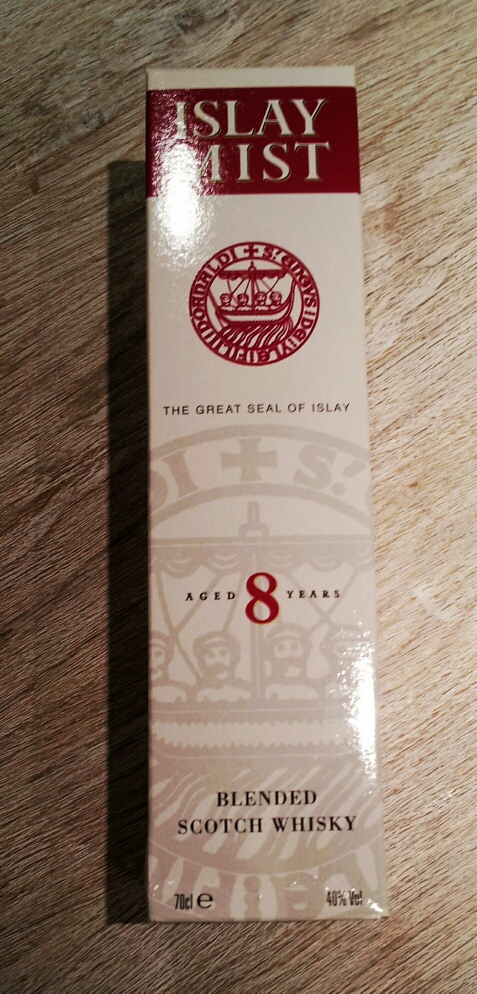 ISLAY
MIST
THE GREAT SEAL OF ISLAY
AGED 8 YEARS
BLENDED
SCOTCH WHISKY
70cl ℮
40% Vol